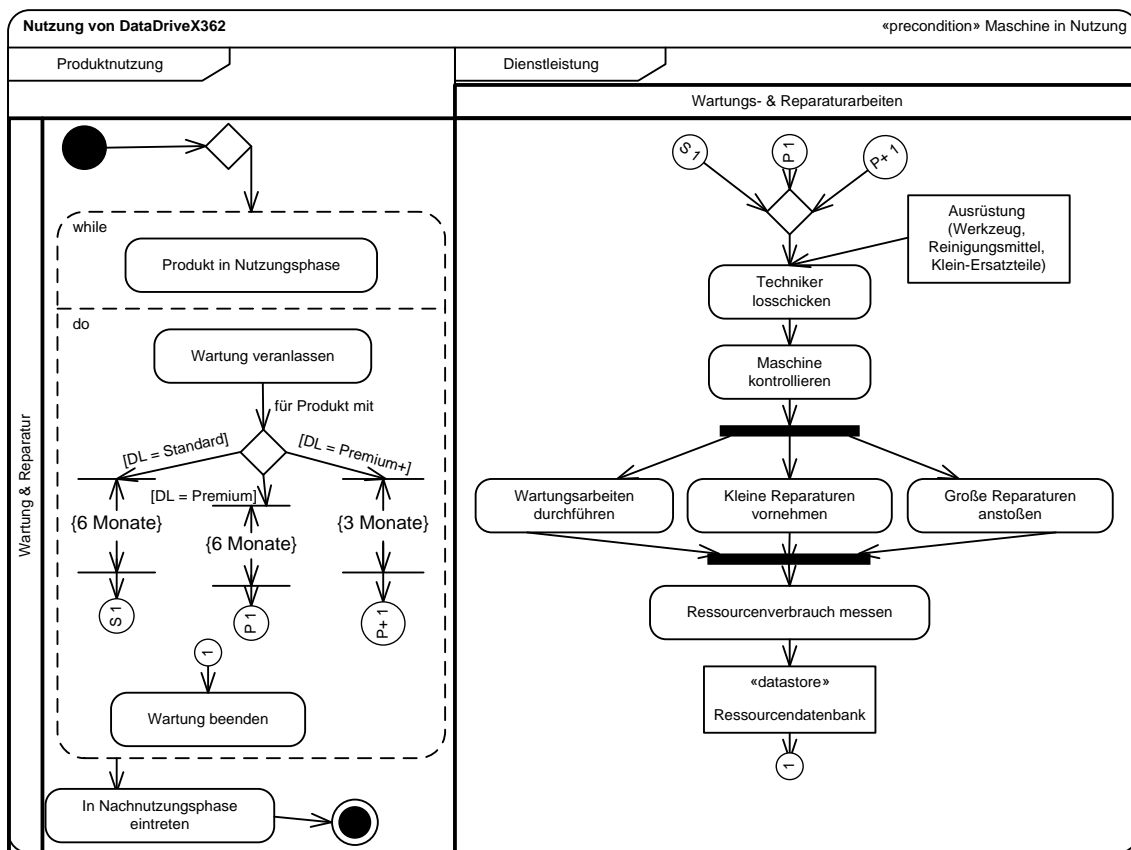 Nutzung von DataDriveX362
«precondition» Maschine in Nutzung
Produktnutzung
Dienstleistung
Wartungs- & Reparaturarbeiten
Wartung & Reparatur
while
Produkt in Nutzungsphase
do
Wartung veranlassen
für Produkt mit
[DL = Standard]
[DL = Premium]
[DL = Premium+]
{6 Monate}
{6 Monate}
{3 Monate}
S 1
P 1
P+ 1
1
Wartung beenden
In Nachnutzungsphase
eintreten
S 1
P 1
P+ 1
Ausrüstung
(Werkzeug,
Reinigungsmittel,
Klein-Ersatzteile)
Techniker
losschicken
Maschine
kontrollieren
Wartungsarbeiten
durchführen
Kleine Reparaturen
vornehmen
Große Reparaturen
anstoßen
Ressourcenverbrauch messen
«datastore»
Ressourcendatenbank
1